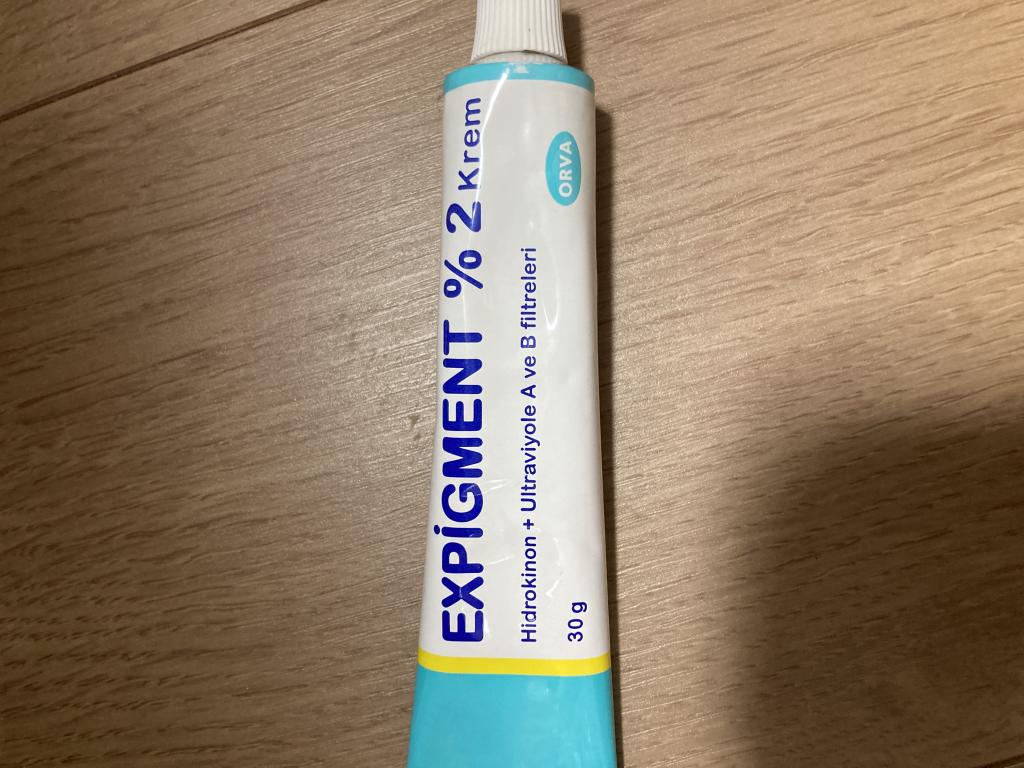 EXPİGMENT % 2 Krem
Hidrokinon + Ultraviyole A ve B filtreleri
30 g
ORVA